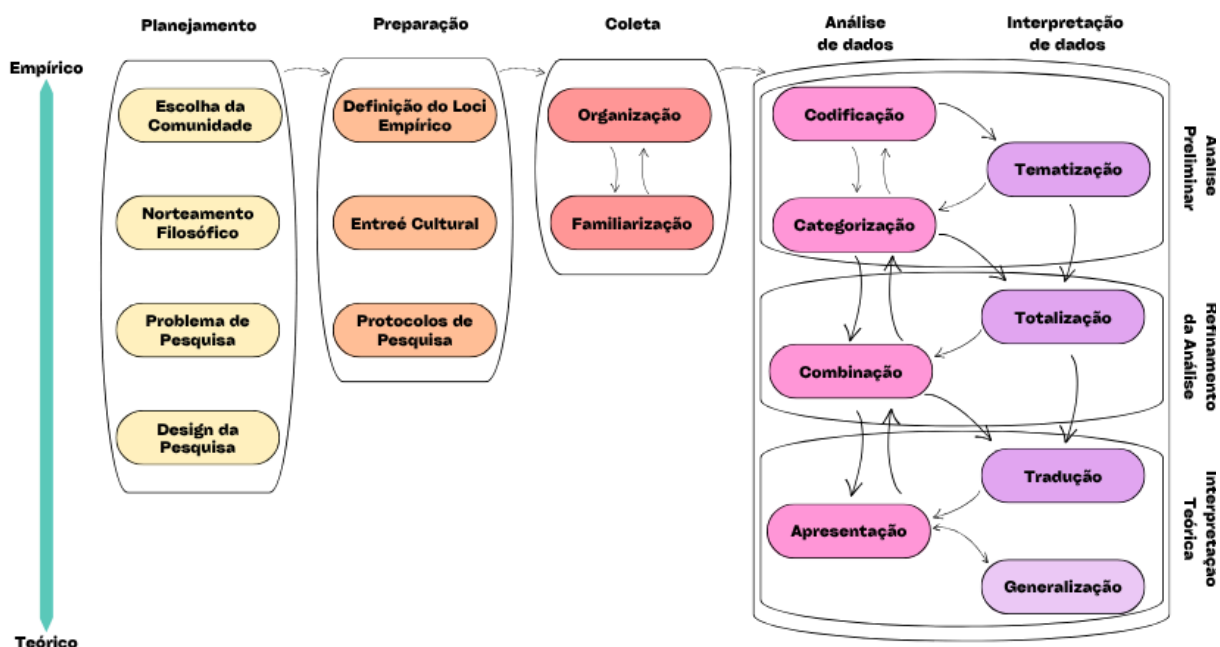 Planejamento
Preparação
Coleta
Análise
de dados
Interpretação
de dados
Empírico
Teórico
Escolha da
Comunidade
Norteamento
Filosófico
Problema de
Pesquisa
Design da
Pesquisa
Definição do Loci
Empírico
Entreé Cultural
Protocolos de
Pesquisa
Organização
Familiarização
Codificação
Tematização
Categorização
Totalização
Combinação
Tradução
Apresentação
Generalização
Análise
Preliminar
Refinamento
da Análise
Interpretação
Teórica